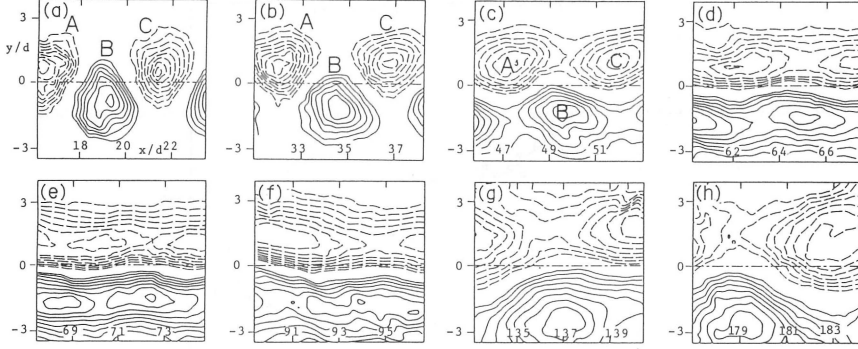 (a) A B C
y/d
3
0
-3
18 20 x/d 22
(b) A B C
3
0
-3
33 35 37
(c) A B C
3
0
-3
47 49 51
(d)
3
0
-3
62 64 66
(e)
3
0
-3
69 71 73
(f)
3
0
-3
91 93 95
(g)
3
0
-3
135 137 139
(h)
3
0
-3
179 181 183